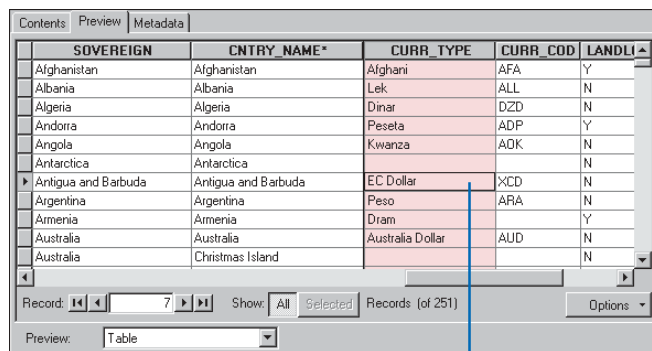 Contents Preview Metadata
SOVEREIGN CNTRY_NAME* CURR_TYPE CURR_COD LANDL
Afghanistan Afghanistan Afghani AFA Y
Albania Albania Lek ALL N
Algeria Algeria Dinar DZD N
Andorra Andorra Peseta ADP Y
Angola Angola Kwanza AOK N
Antarctica Antarctica N
Antigua and Barbuda Antigua and Barbuda EC Dollar XCD N
Argentina Argentina Peso ARA N
Armenia Armenia Dram Y
Australia Australia Australia Dollar AUD N
Australia Christmas Island N
Record: 7 Show: All Selected Records (of 251) Options
Preview: Table